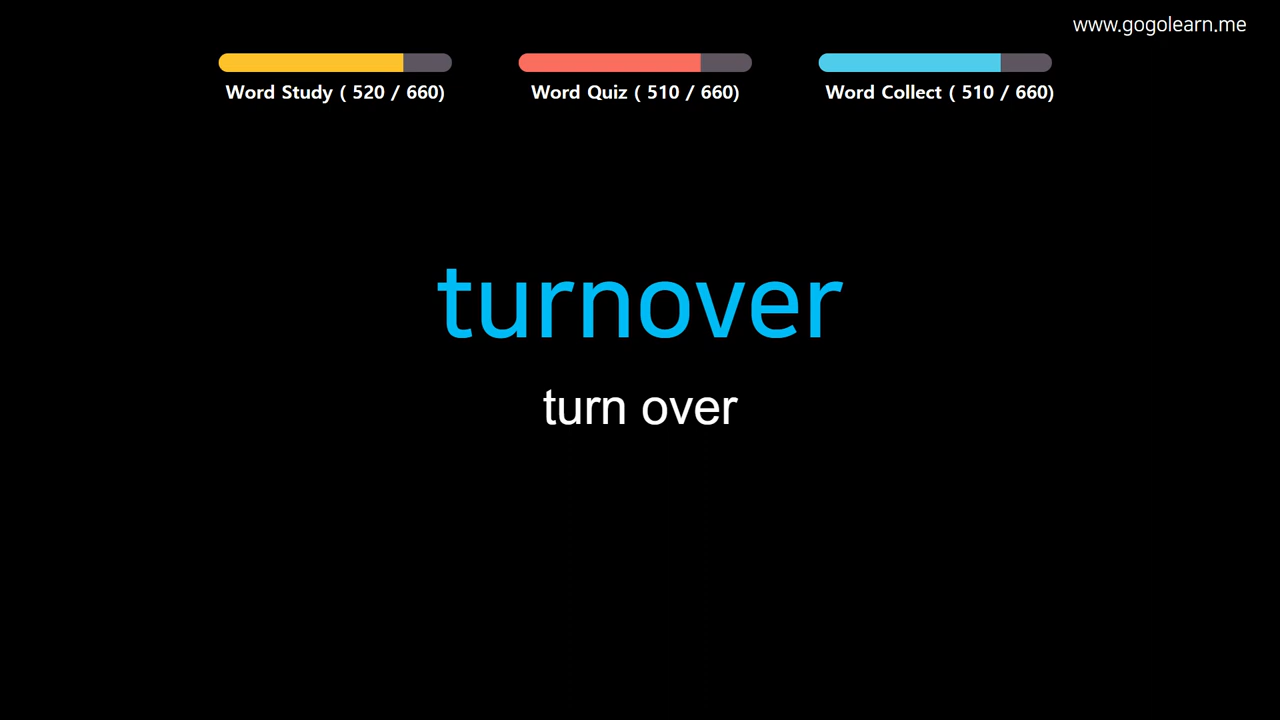 www.gogolearn.me
Word Study ( 520 / 660)
Word Quiz ( 510 / 660)
Word Collect ( 510 / 660)
turnover
turn over